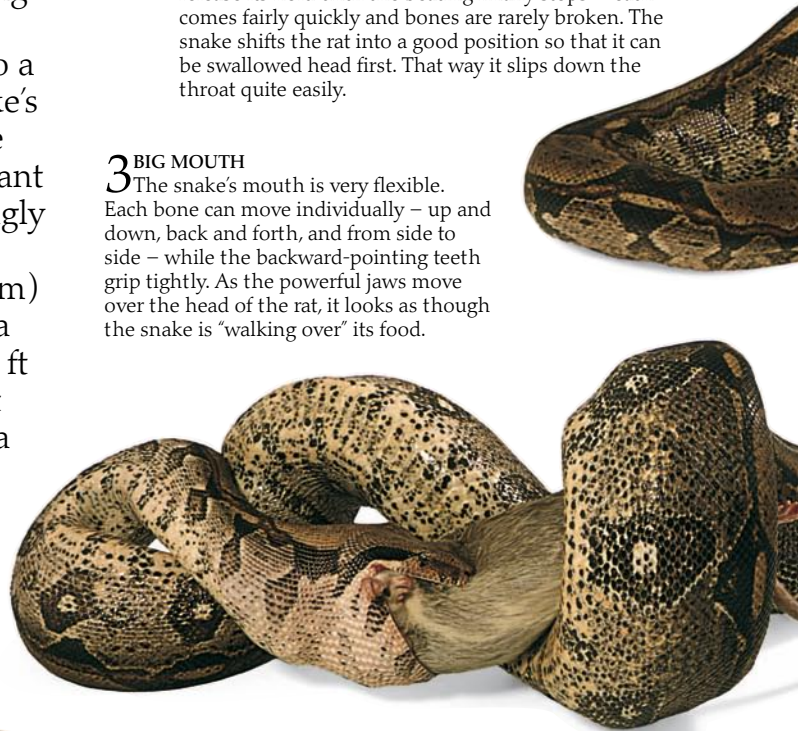 comes fairly quickly and bones are rarely broken. The
snake shifts the rat into a good position so that it can
be swallowed head first. That way it slips down the
throat quite easily.
3 BIG MOUTH
The snake’s mouth is very flexible.
Each bone can move individually – up and
down, back and forth, and from side to
side – while the backward-pointing teeth
grip tightly. As the powerful jaws move
over the head of the rat, it looks as though
the snake is “walking over” its food.
a
ft
a